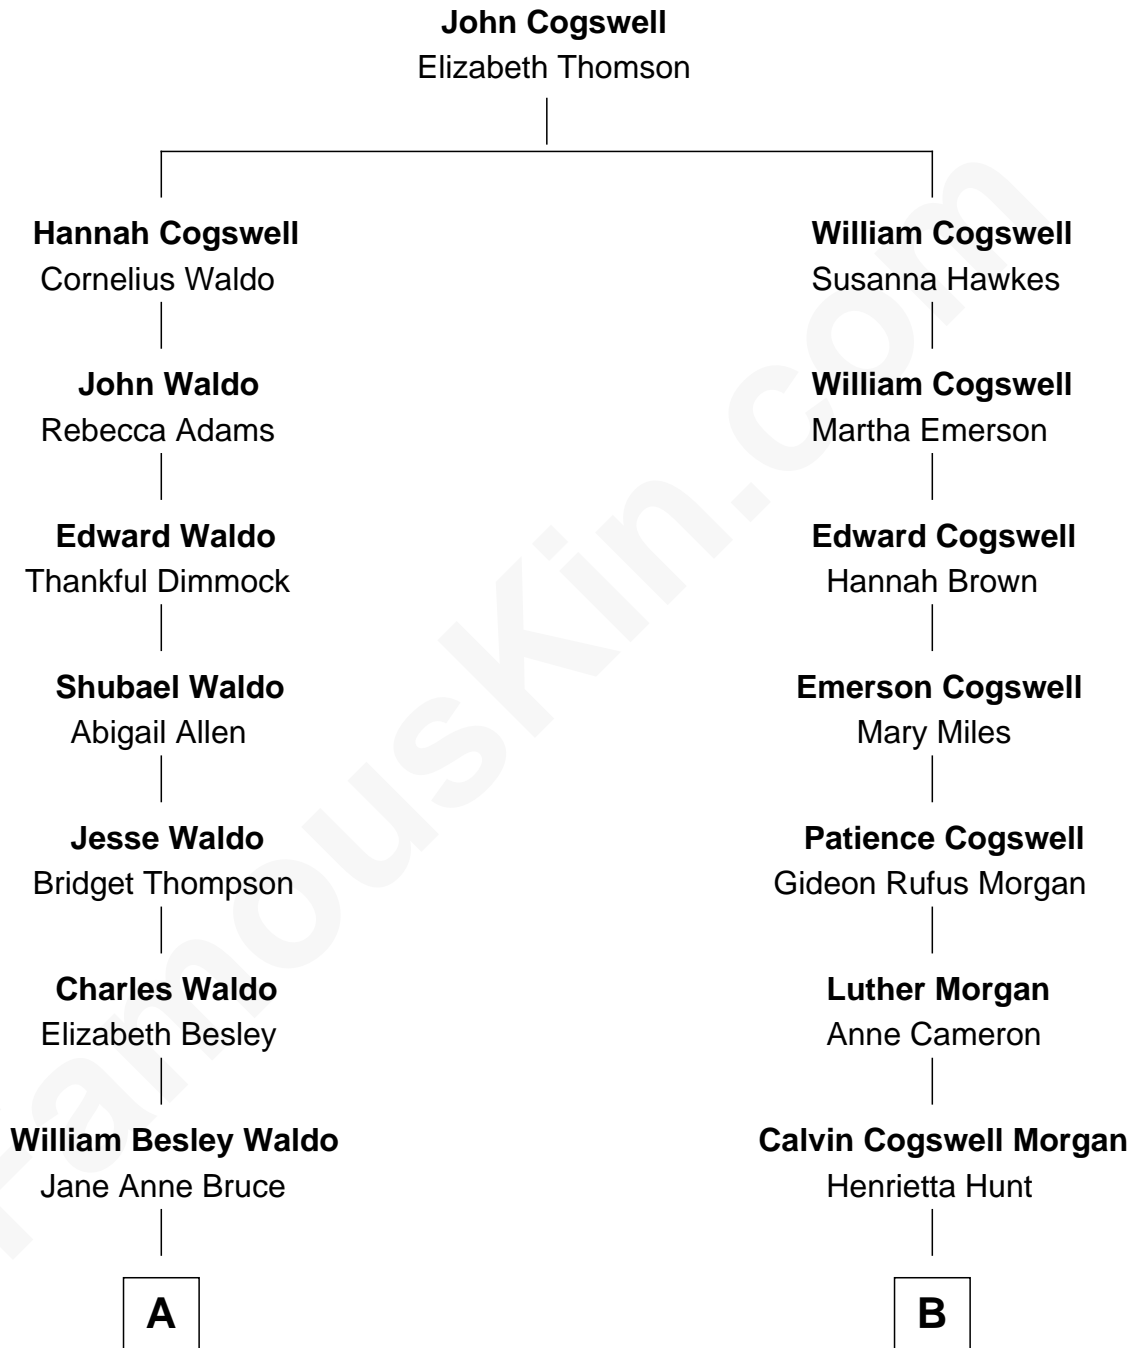 John Cogswell
Elizabeth Thomson
Hannah Cogswell
Cornelius Waldo
William Cogswell
Susanna Hawkes
John Waldo
Rebecca Adams
William Cogswell
Martha Emerson
Edward Waldo
Thankful Dimmock
Edward Cogswell
Hannah Brown
Shubael Waldo
Abigail Allen
Emerson Cogswell
Mary Miles
Jesse Waldo
Bridget Thompson
Patience Cogswell
Gideon Rufus Morgan
Charles Waldo
Elizabeth Besley
Luther Morgan
Anne Cameron
William Besley Waldo
Jane Anne Bruce
Calvin Cogswell Morgan
Henrietta Hunt
A
B
FamousKin.com